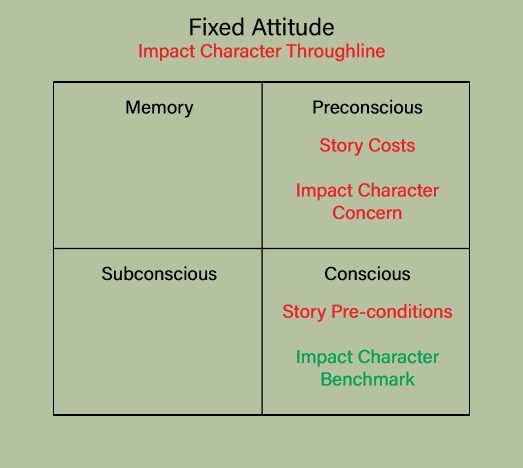 Fixed Attitude
Impact Character Throughline
Memory
Preconscious
Story Costs
Impact Character
Concern
Subconscious
Conscious
Story Pre-conditions
Impact Character
Benchmark